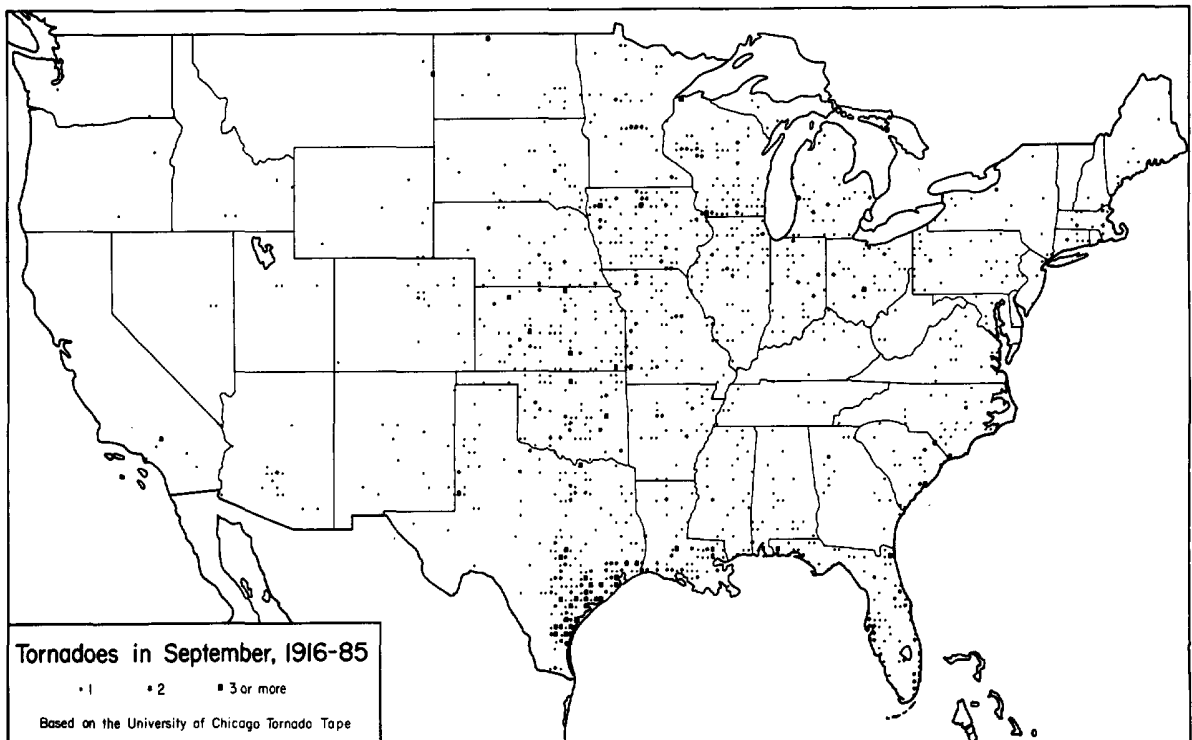 Tornadoes in September, 1916-85
• 1 • 2 ▪ 3 or more
Based on the University of Chicago Tornado Tape